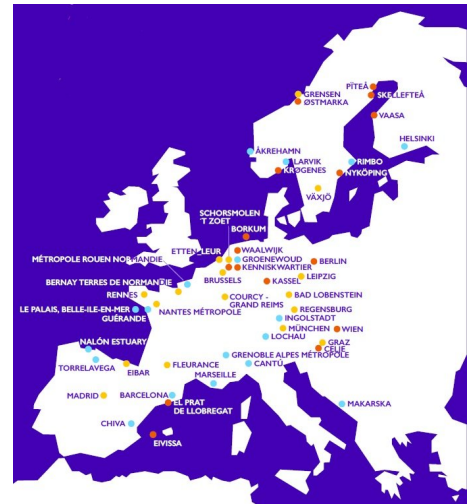 PÏTEÅ
GRENSEN
SKELLEFTEÅ
ØSTMARKA
VAASA
HELSINKI
ÅKREHAMN
LARVIK
RIMBO
KRØGENES
NYKÖPING
VÄXJÖ
SCHORSMOLEN
'T ZOET
BORKUM
ETTEN-LEUR
WAALWIJK
MÉTROPOLE ROUEN NORMANDIE
GROENEWOUD
BERLIN
KENNISKWARTIER
BRUSSELS
LEIPZIG
BERNAY TERRES DE NORMANDIE
KASSEL
RENNES
COURCY -
GRAND REIMS
BAD LOBENSTEIN
LE PALAIS, BELLE-ILE-EN-MER
GUÉRANDE
NANTES MÉTROPOLE
REGENSBURG
INGOLSTADT
MÜNCHEN
WIEN
LOCHAU
GRAZ
CELJE
NALÓN ESTUARY
GRENOBLE ALPES MÉTROPOLE
TORRELAVEGA
EIBAR
FLEURANCE
CANTÚ
MARSEILLE
MADRID
BARCELONA
EL PRAT
DE LLOBREGAT
MAKARSKA
CHIVA
EIVISSA